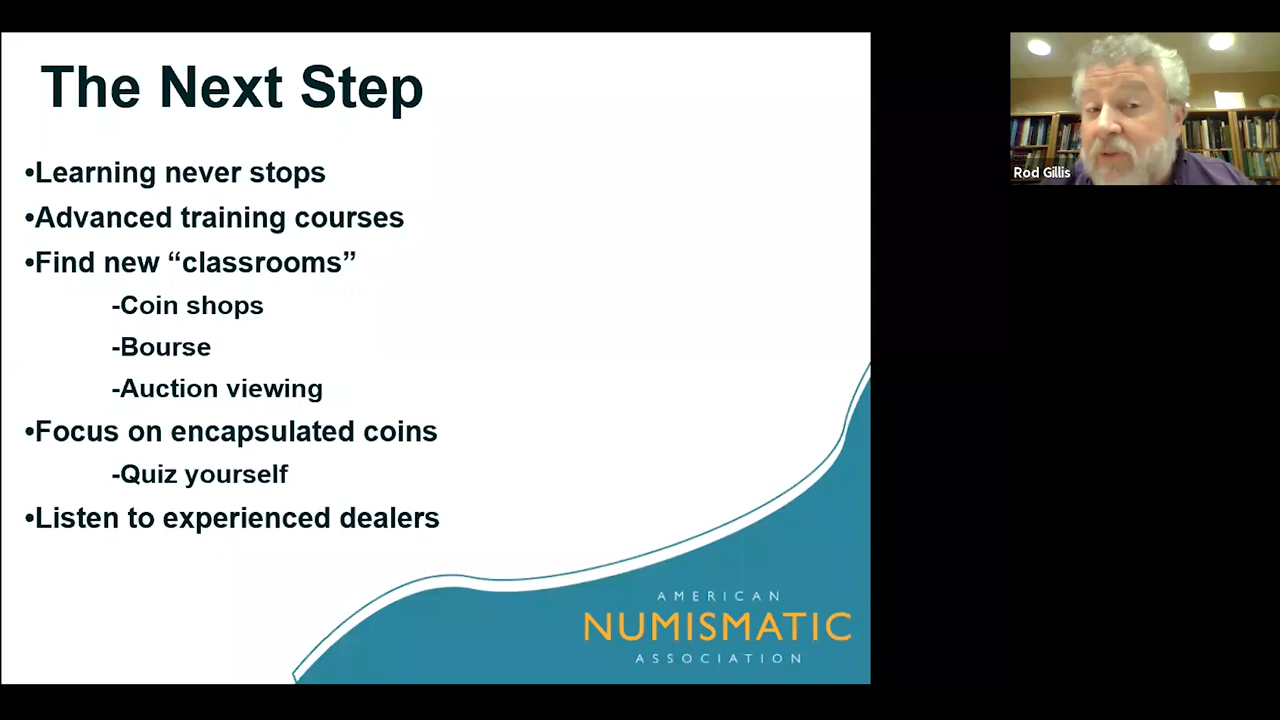 The Next Step
•Learning never stops
•Advanced training courses
•Find new “classrooms”
-Coin shops
-Bourse
-Auction viewing
•Focus on encapsulated coins
-Quiz yourself
•Listen to experienced dealers
AMERICAN
NUMISMATIC
ASSOCIATION
Rod Gillis